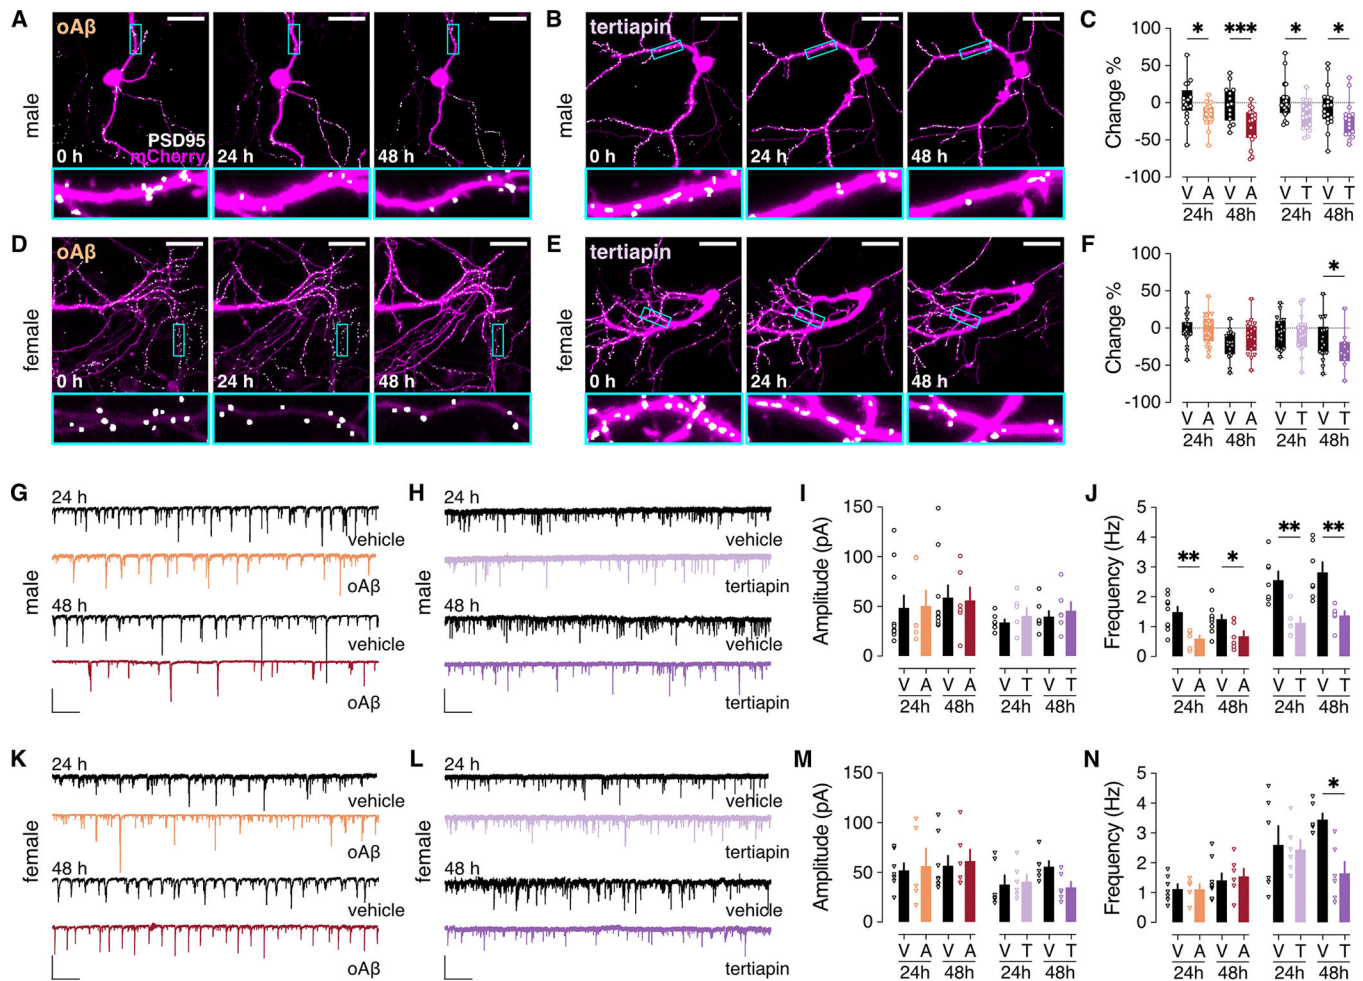 A
oAβ
male
PSD95
mCherry
0 h
24 h
48 h
B
tertiapin
0 h
24 h
48 h
C
Change %
100
50
0
-50
-100
* *** * *
V A V A V T V T
24h 48h 24h 48h
D
oAβ
female
0 h
24 h
48 h
E
tertiapin
female
0 h
24 h
48 h
F
Change %
100
50
0
-50
-100
*
V A V A V T V T
24h 48h 24h 48h
G
male
24 h
vehicle
oAβ
48 h
vehicle
oAβ
H
male
24 h
vehicle
tertiapin
48 h
vehicle
tertiapin
I
Amplitude (pA)
150
100
50
0
V A V A V T V T
24h 48h 24h 48h
J
Frequency (Hz)
5
4
3
2
1
0
** * ** **
V A V A V T V T
24h 48h 24h 48h
K
female
24 h
vehicle
oAβ
48 h
vehicle
oAβ
L
female
24 h
vehicle
tertiapin
48 h
vehicle
tertiapin
M
Amplitude (pA)
150
100
50
0
V A V A V T V T
24h 48h 24h 48h
N
Frequency (Hz)
5
4
3
2
1
0
*
V A V A V T V T
24h 48h 24h 48h